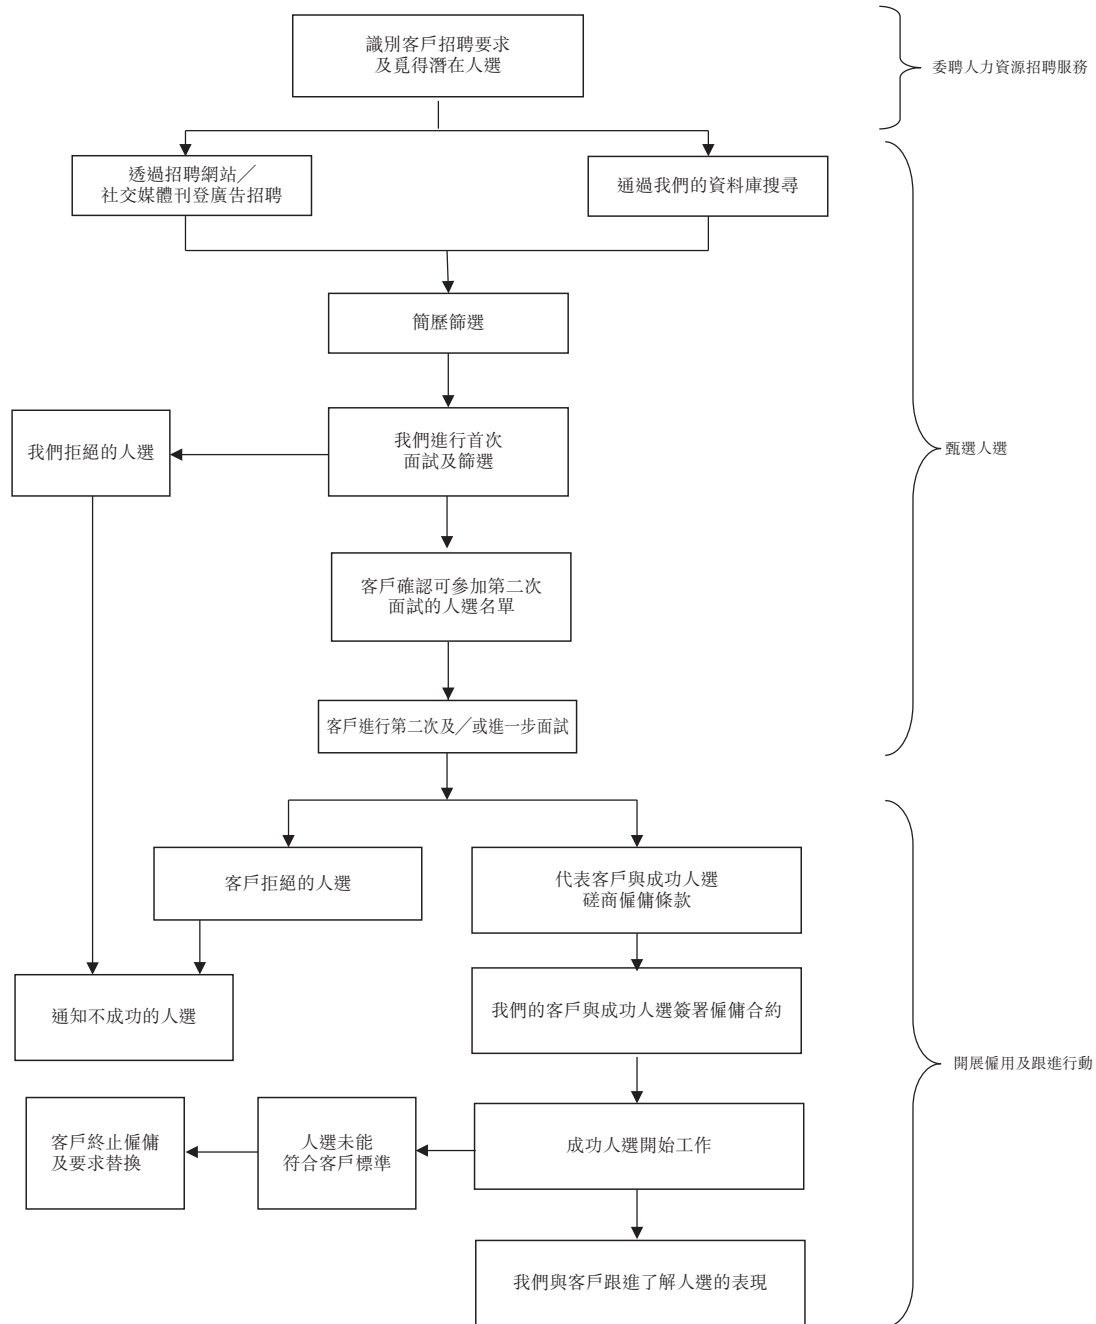 識別客戶招聘要求
及覓得潛在人選
委聘人力資源招聘服務
透過招聘網站╱
社交媒體刊登廣告招聘
通過我們的資料庫搜尋
簡歷篩選
我們拒絕的人選
我們進行首次
面試及篩選
甄選人選
客戶確認可參加第二次
面試的人選名單
客戶進行第二次及╱或進一步面試
客戶拒絕的人選
代表客戶與成功人選
磋商僱傭條款
通知不成功的人選
我們的客戶與成功人選簽署僱傭合約
開展僱用及跟進行動
客戶終止僱傭
及要求替換
人選未能
符合客戶標準
成功人選開始工作
我們與客戶跟進了解人選的表現